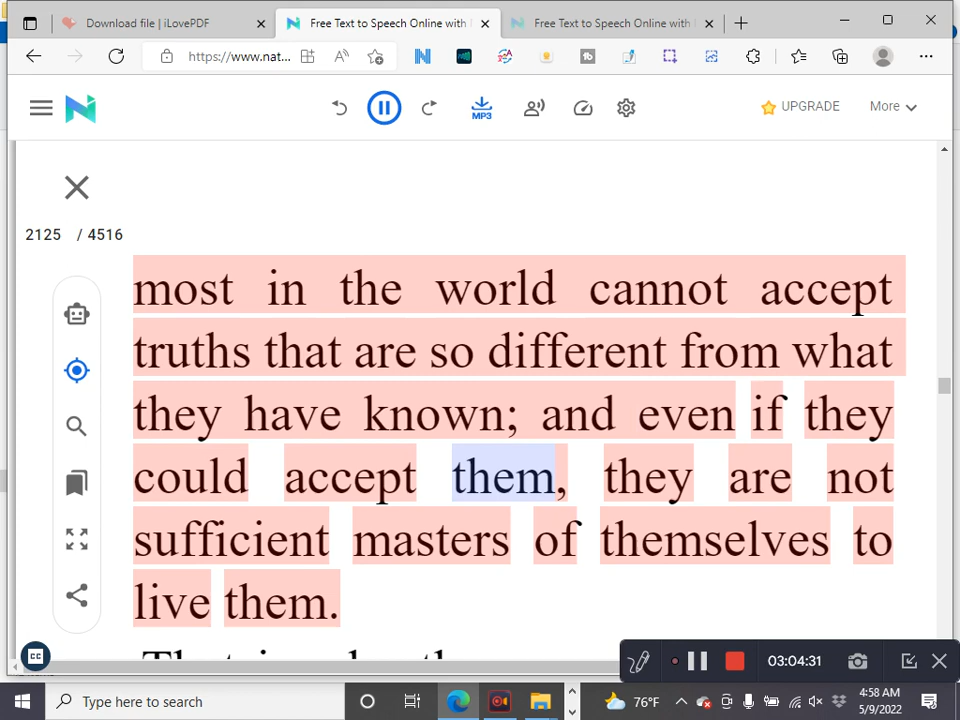 Download file | iLovePDF
Free Text to Speech Online with
Free Text to Speech Online with
https://www.nat...
MP3
UPGRADE
More
2125 / 4516
most in the world cannot accept
truths that are so different from what
they have known; and even if they
could accept them, they are not
sufficient masters of themselves to
live them.
CC
03:04:31
Type here to search
76°F
4:58 AM
5/9/2022